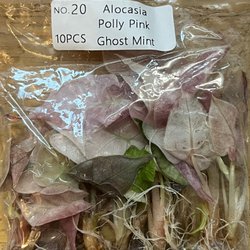 NO.20 Alocasia
Polly Pink
10PCS Ghost Mint